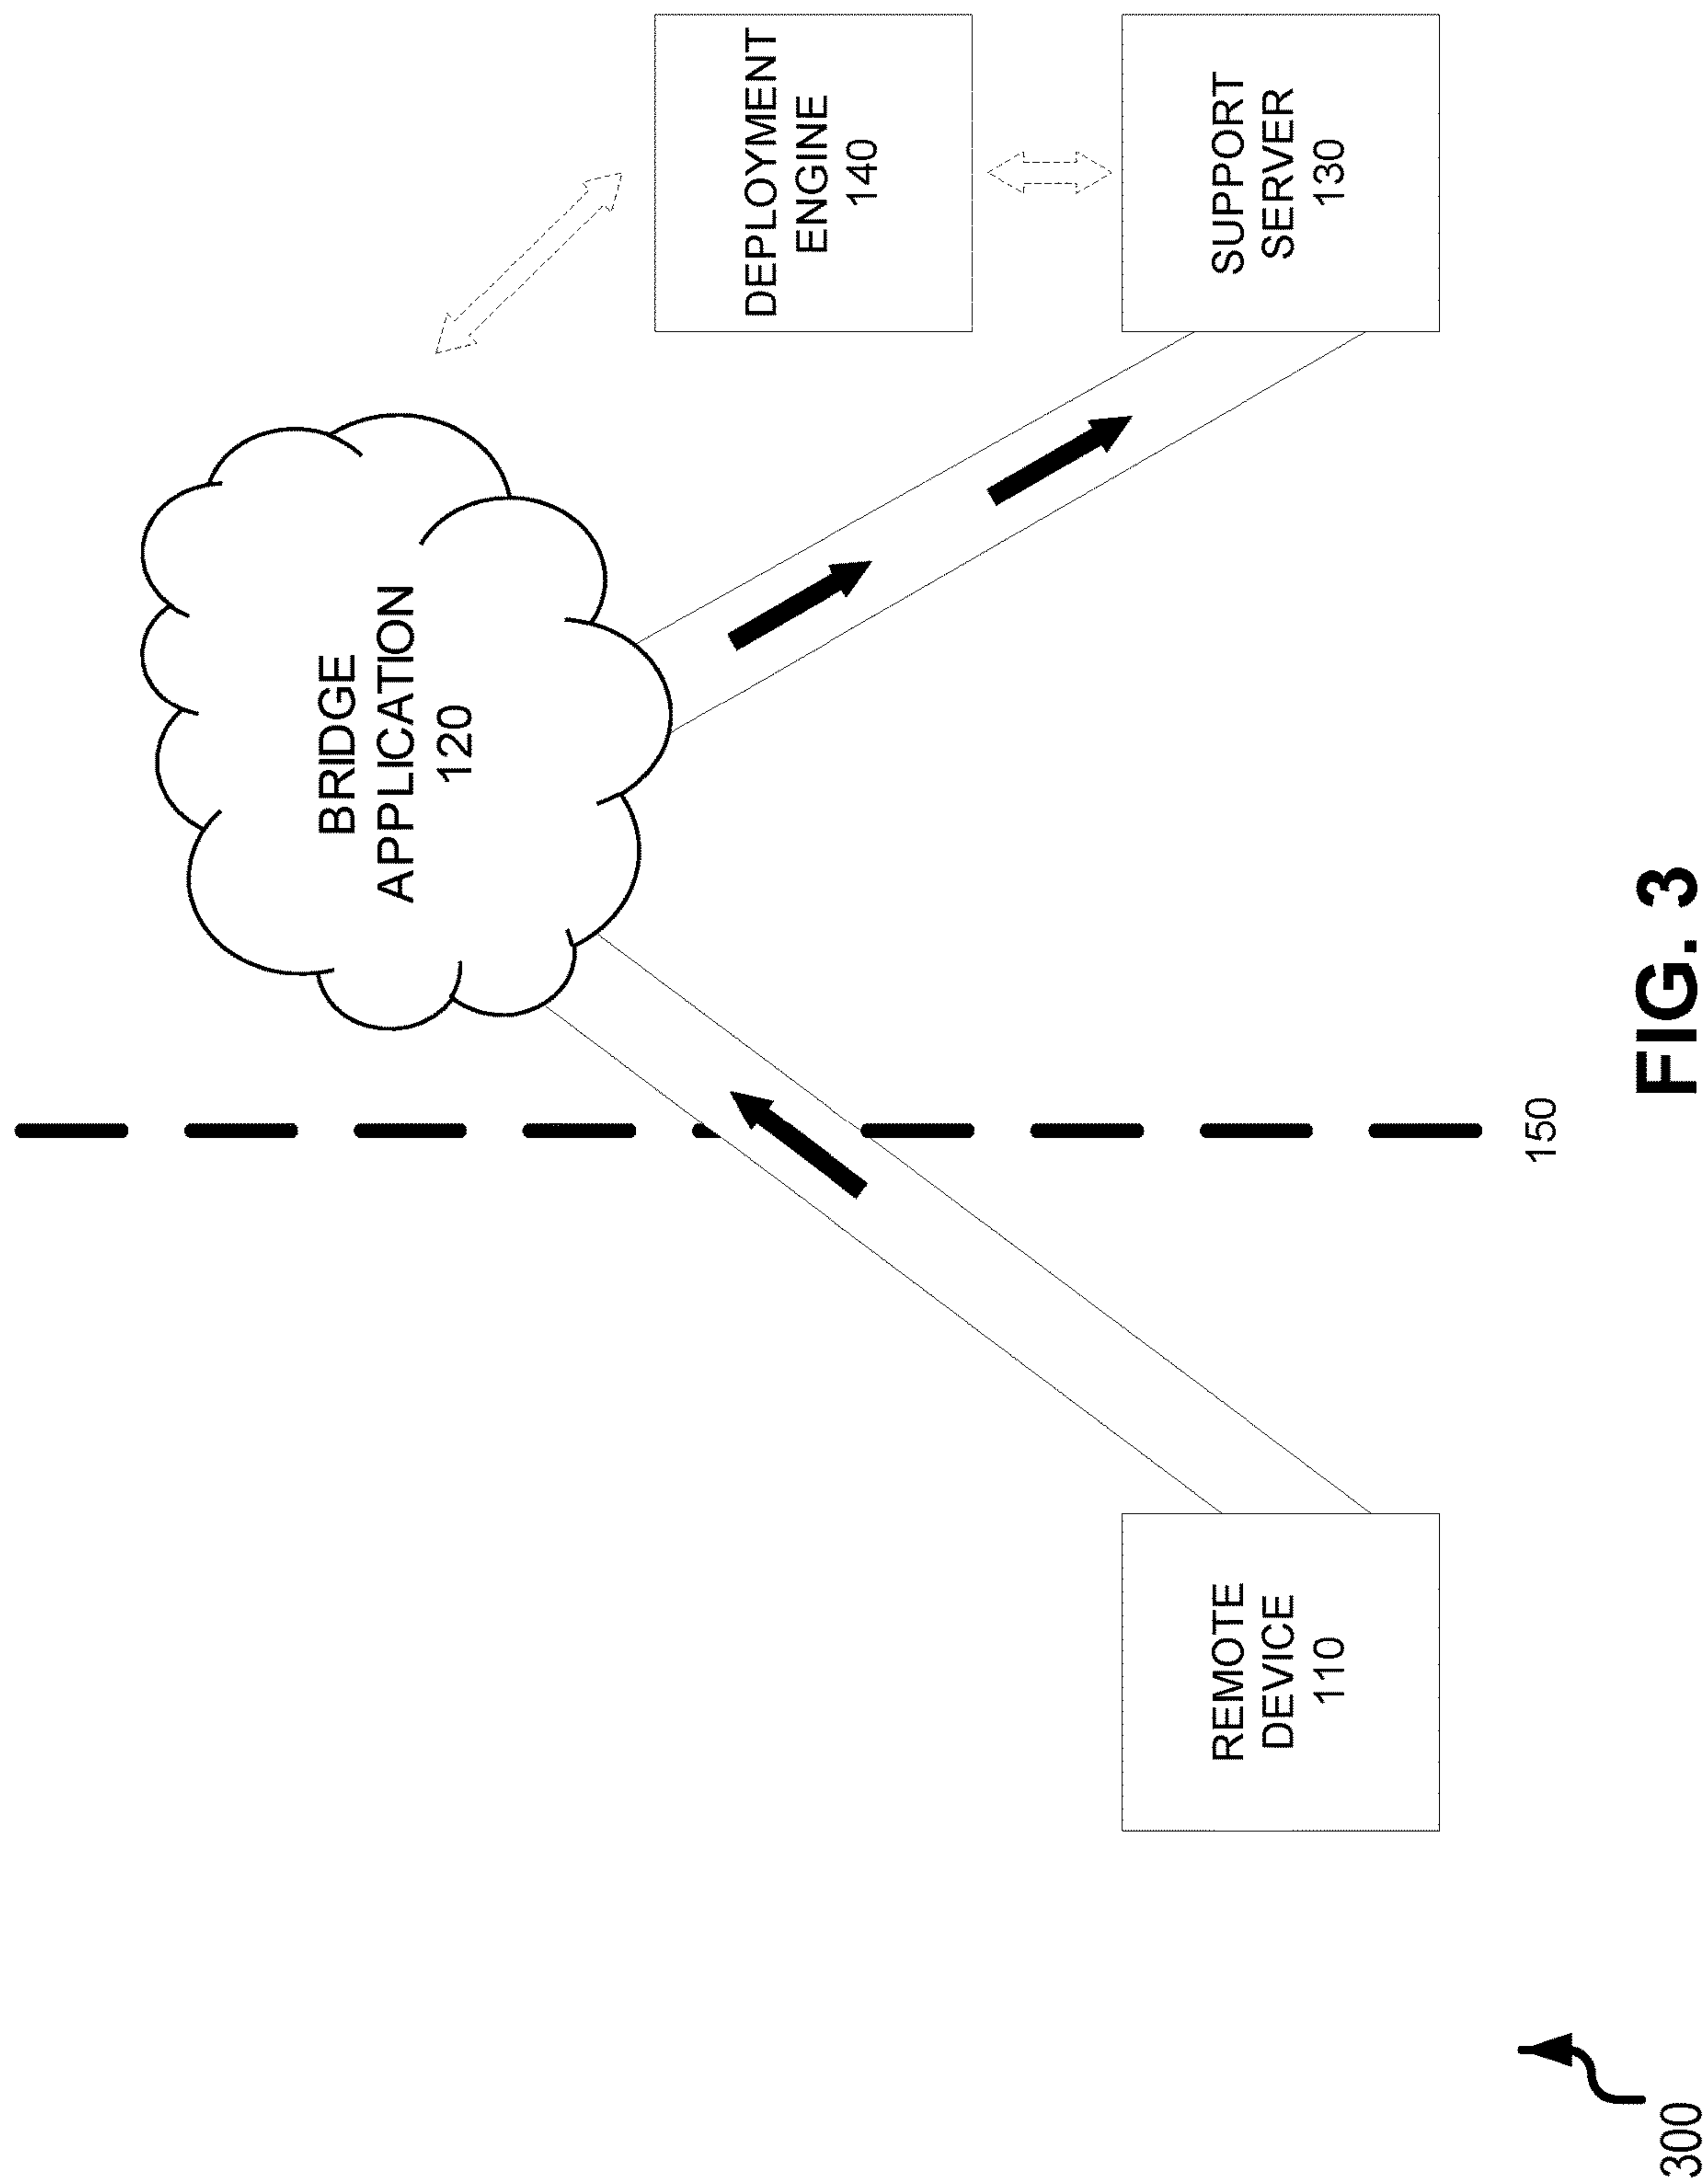 BRIDGE
APPLICATION
120
DEPLOYMENT
ENGINE
140
REMOTE
DEVICE
110
SUPPORT
SERVER
130
150
300
FIG. 3